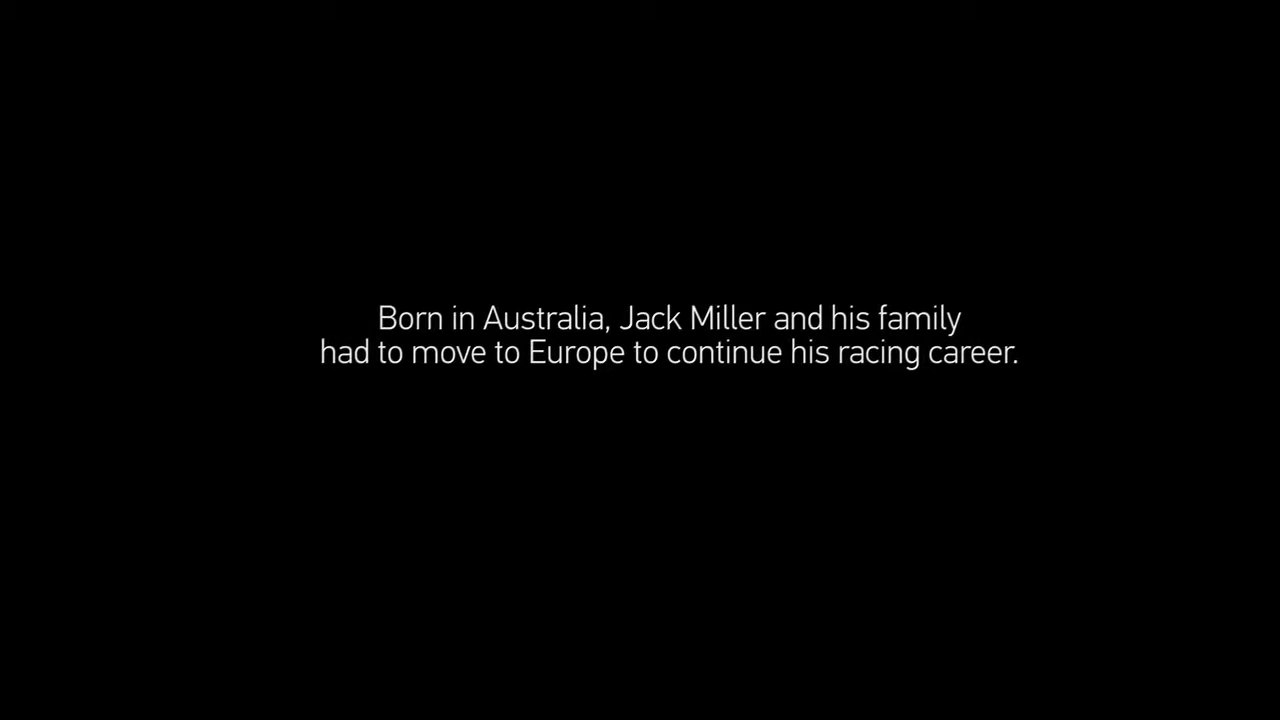 Born in Australia, Jack Miller and his family
had to move to Europe to continue his racing career.